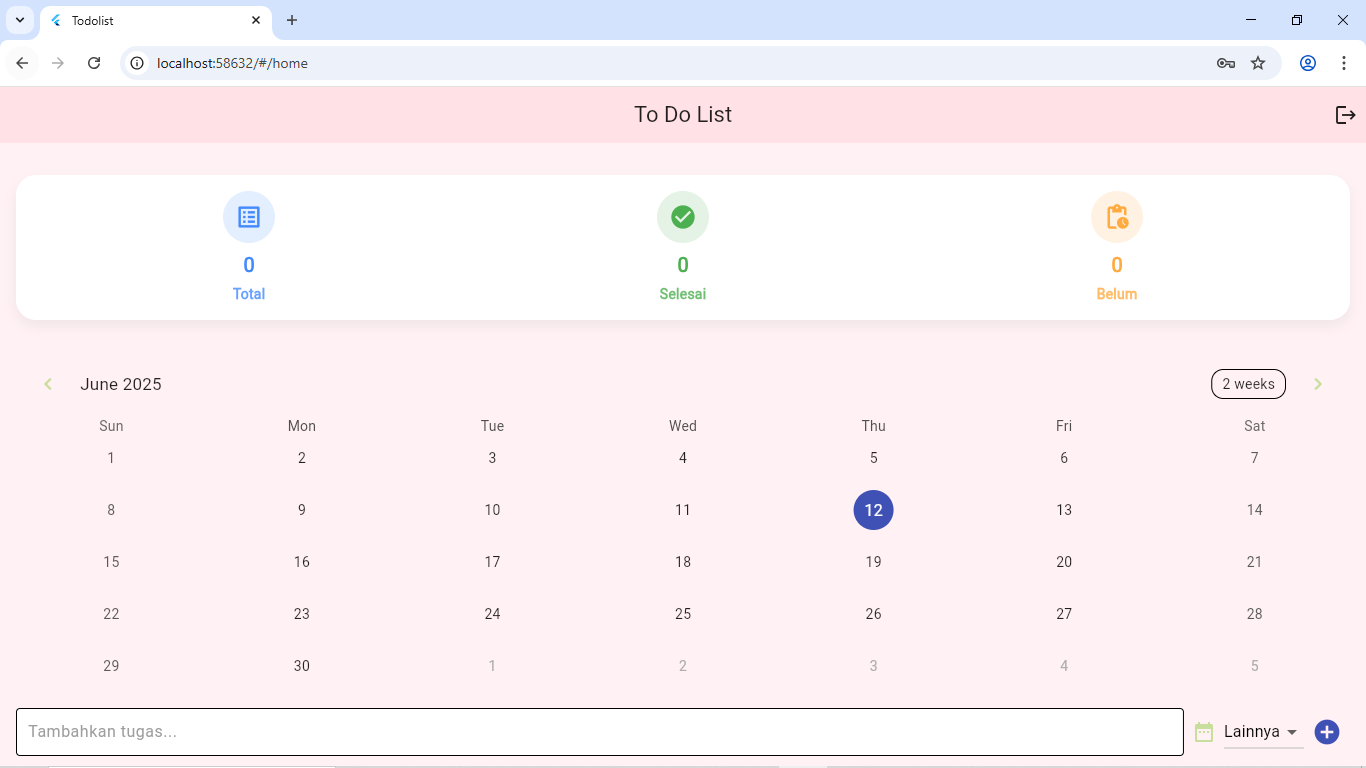 Todolist
localhost:58632/#/home
To Do List
0 0 0
Total Selesai Belum
June 2025 2 weeks
Sun Mon Tue Wed Thu Fri Sat
1 2 3 4 5 6 7
8 9 10 11 12 13 14
15 16 17 18 19 20 21
22 23 24 25 26 27 28
29 30 1 2 3 4 5
Tambahkan tugas... Lainnya